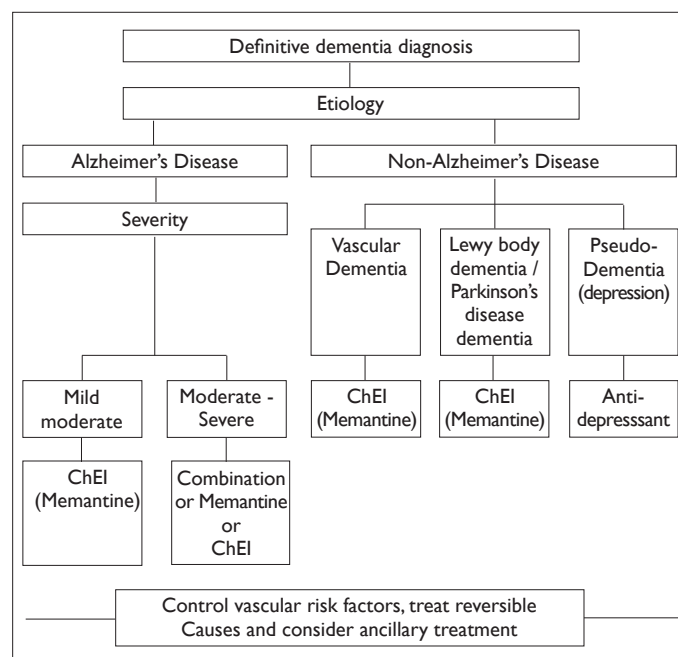 Definitive dementia diagnosis
Etiology
Alzheimer's Disease
Non-Alzheimer's Disease
Severity
Vascular
Dementia
Lewy body
dementia /
Parkinson's
disease
dementia
Pseudo-
Dementia
(depression)
Mild
moderate
Moderate -
Severe
ChEI
(Memantine)
ChEI
(Memantine)
Anti-
depresssant
ChEI
(Memantine)
Combination
or Memantine
or
ChEI
Control vascular risk factors, treat reversible
Causes and consider ancillary treatment